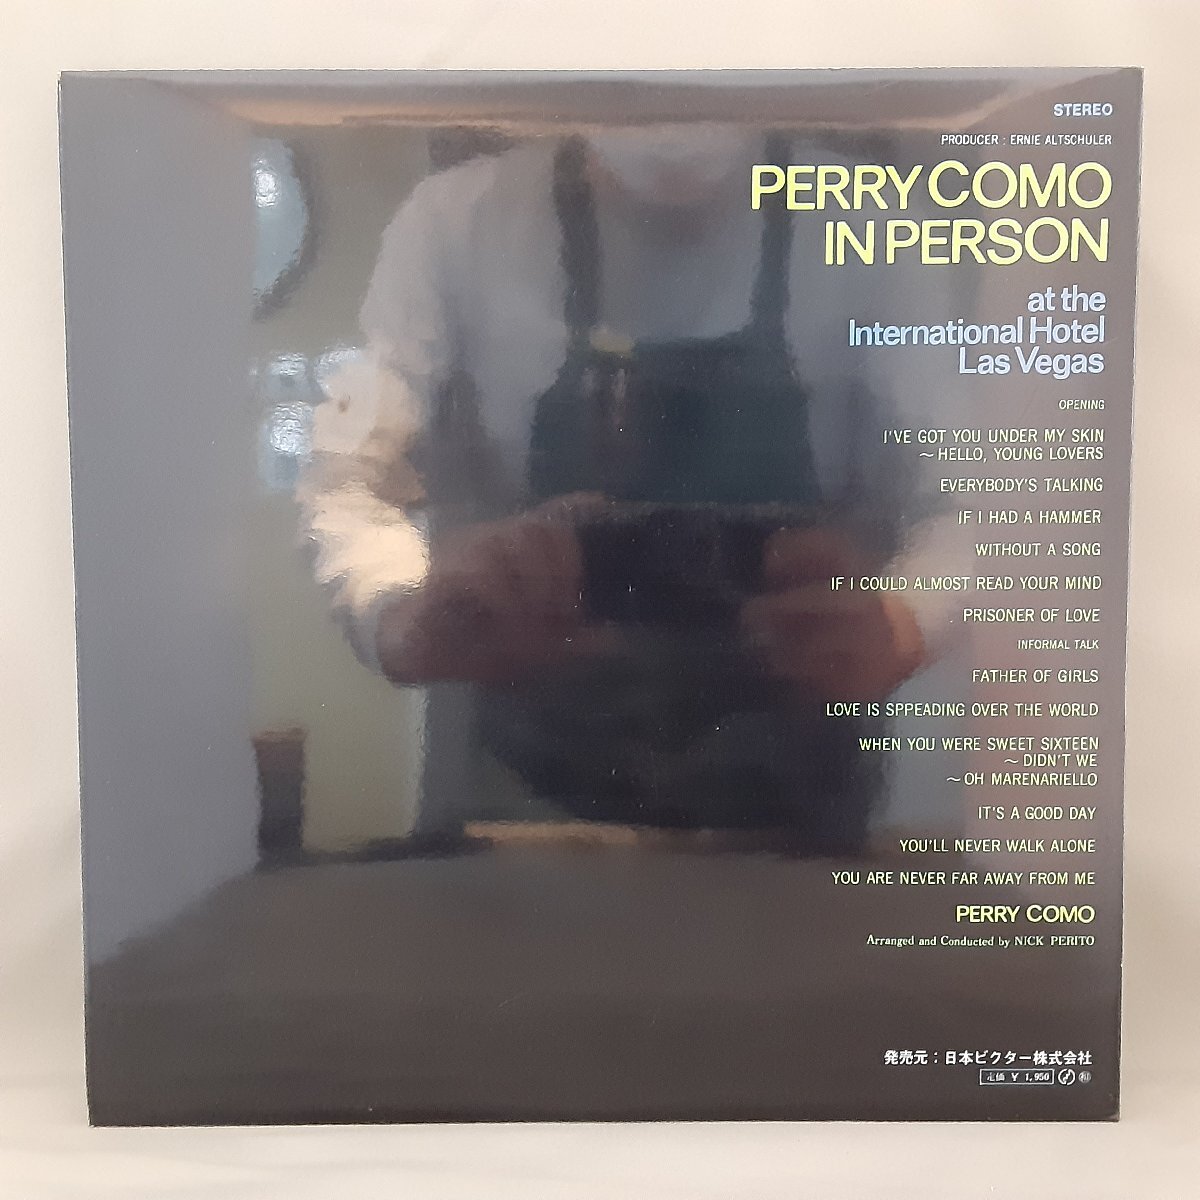 STEREO
PRODUCER : ERNIE ALTSCHULER
PERRY COMO
IN PERSON
at the
International Hotel
Las Vegas
OPENING
I'VE GOT YOU UNDER MY SKIN
~HELLO, YOUNG LOVERS
EVERYBODY'S TALKING
IF I HAD A HAMMER
WITHOUT A SONG
IF I COULD ALMOST READ YOUR MIND
PRISONER OF LOVE
INFORMAL TALK
FATHER OF GIRLS
LOVE IS SPPEADING OVER THE WORLD
WHEN YOU WERE SWEET SIXTEEN
~DIDN'T WE
~OH MARENARIELLO
IT'S A GOOD DAY
YOU'LL NEVER WALK ALONE
YOU ARE NEVER FAR AWAY FROM ME
PERRY COMO
Arranged and Conducted by NICK PERITO
発売元：日本ビクター株式会社
定価 ¥ 1,950